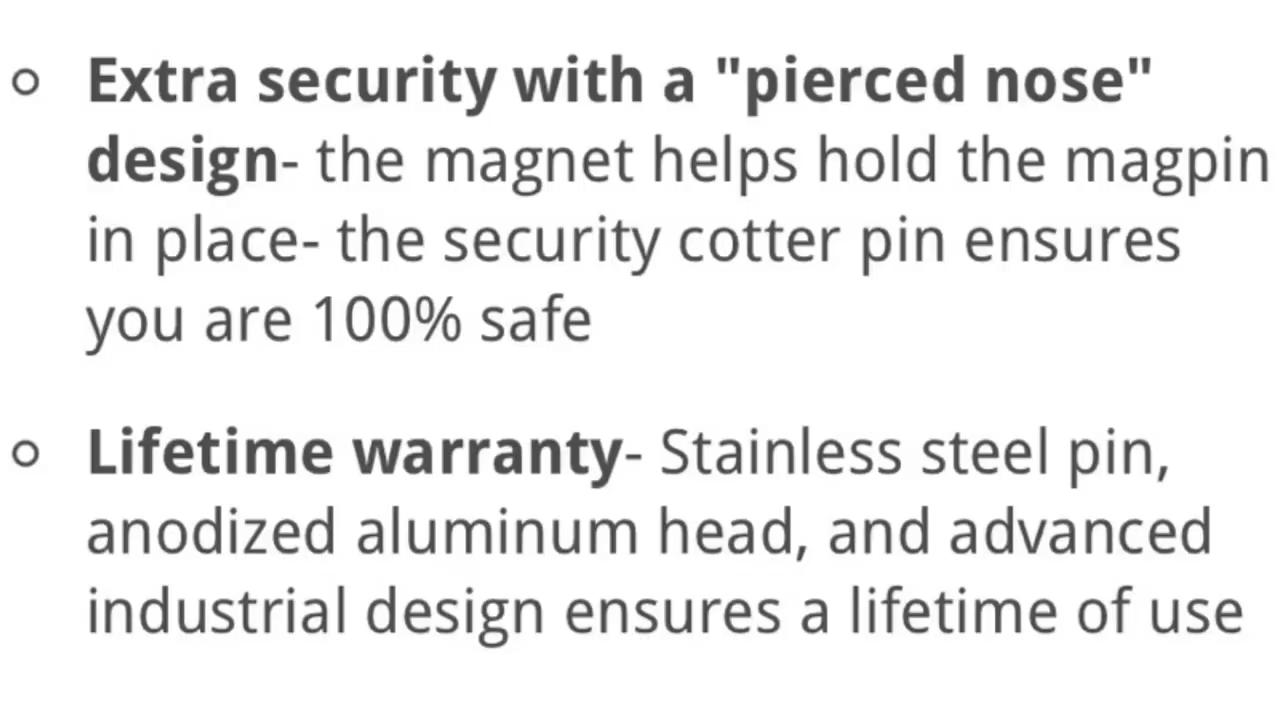 Extra security with a "pierced nose"
design- the magnet helps hold the magpin
in place- the security cotter pin ensures
you are 100% safe
Lifetime warranty- Stainless steel pin,
anodized aluminum head, and advanced
industrial design ensures a lifetime of use